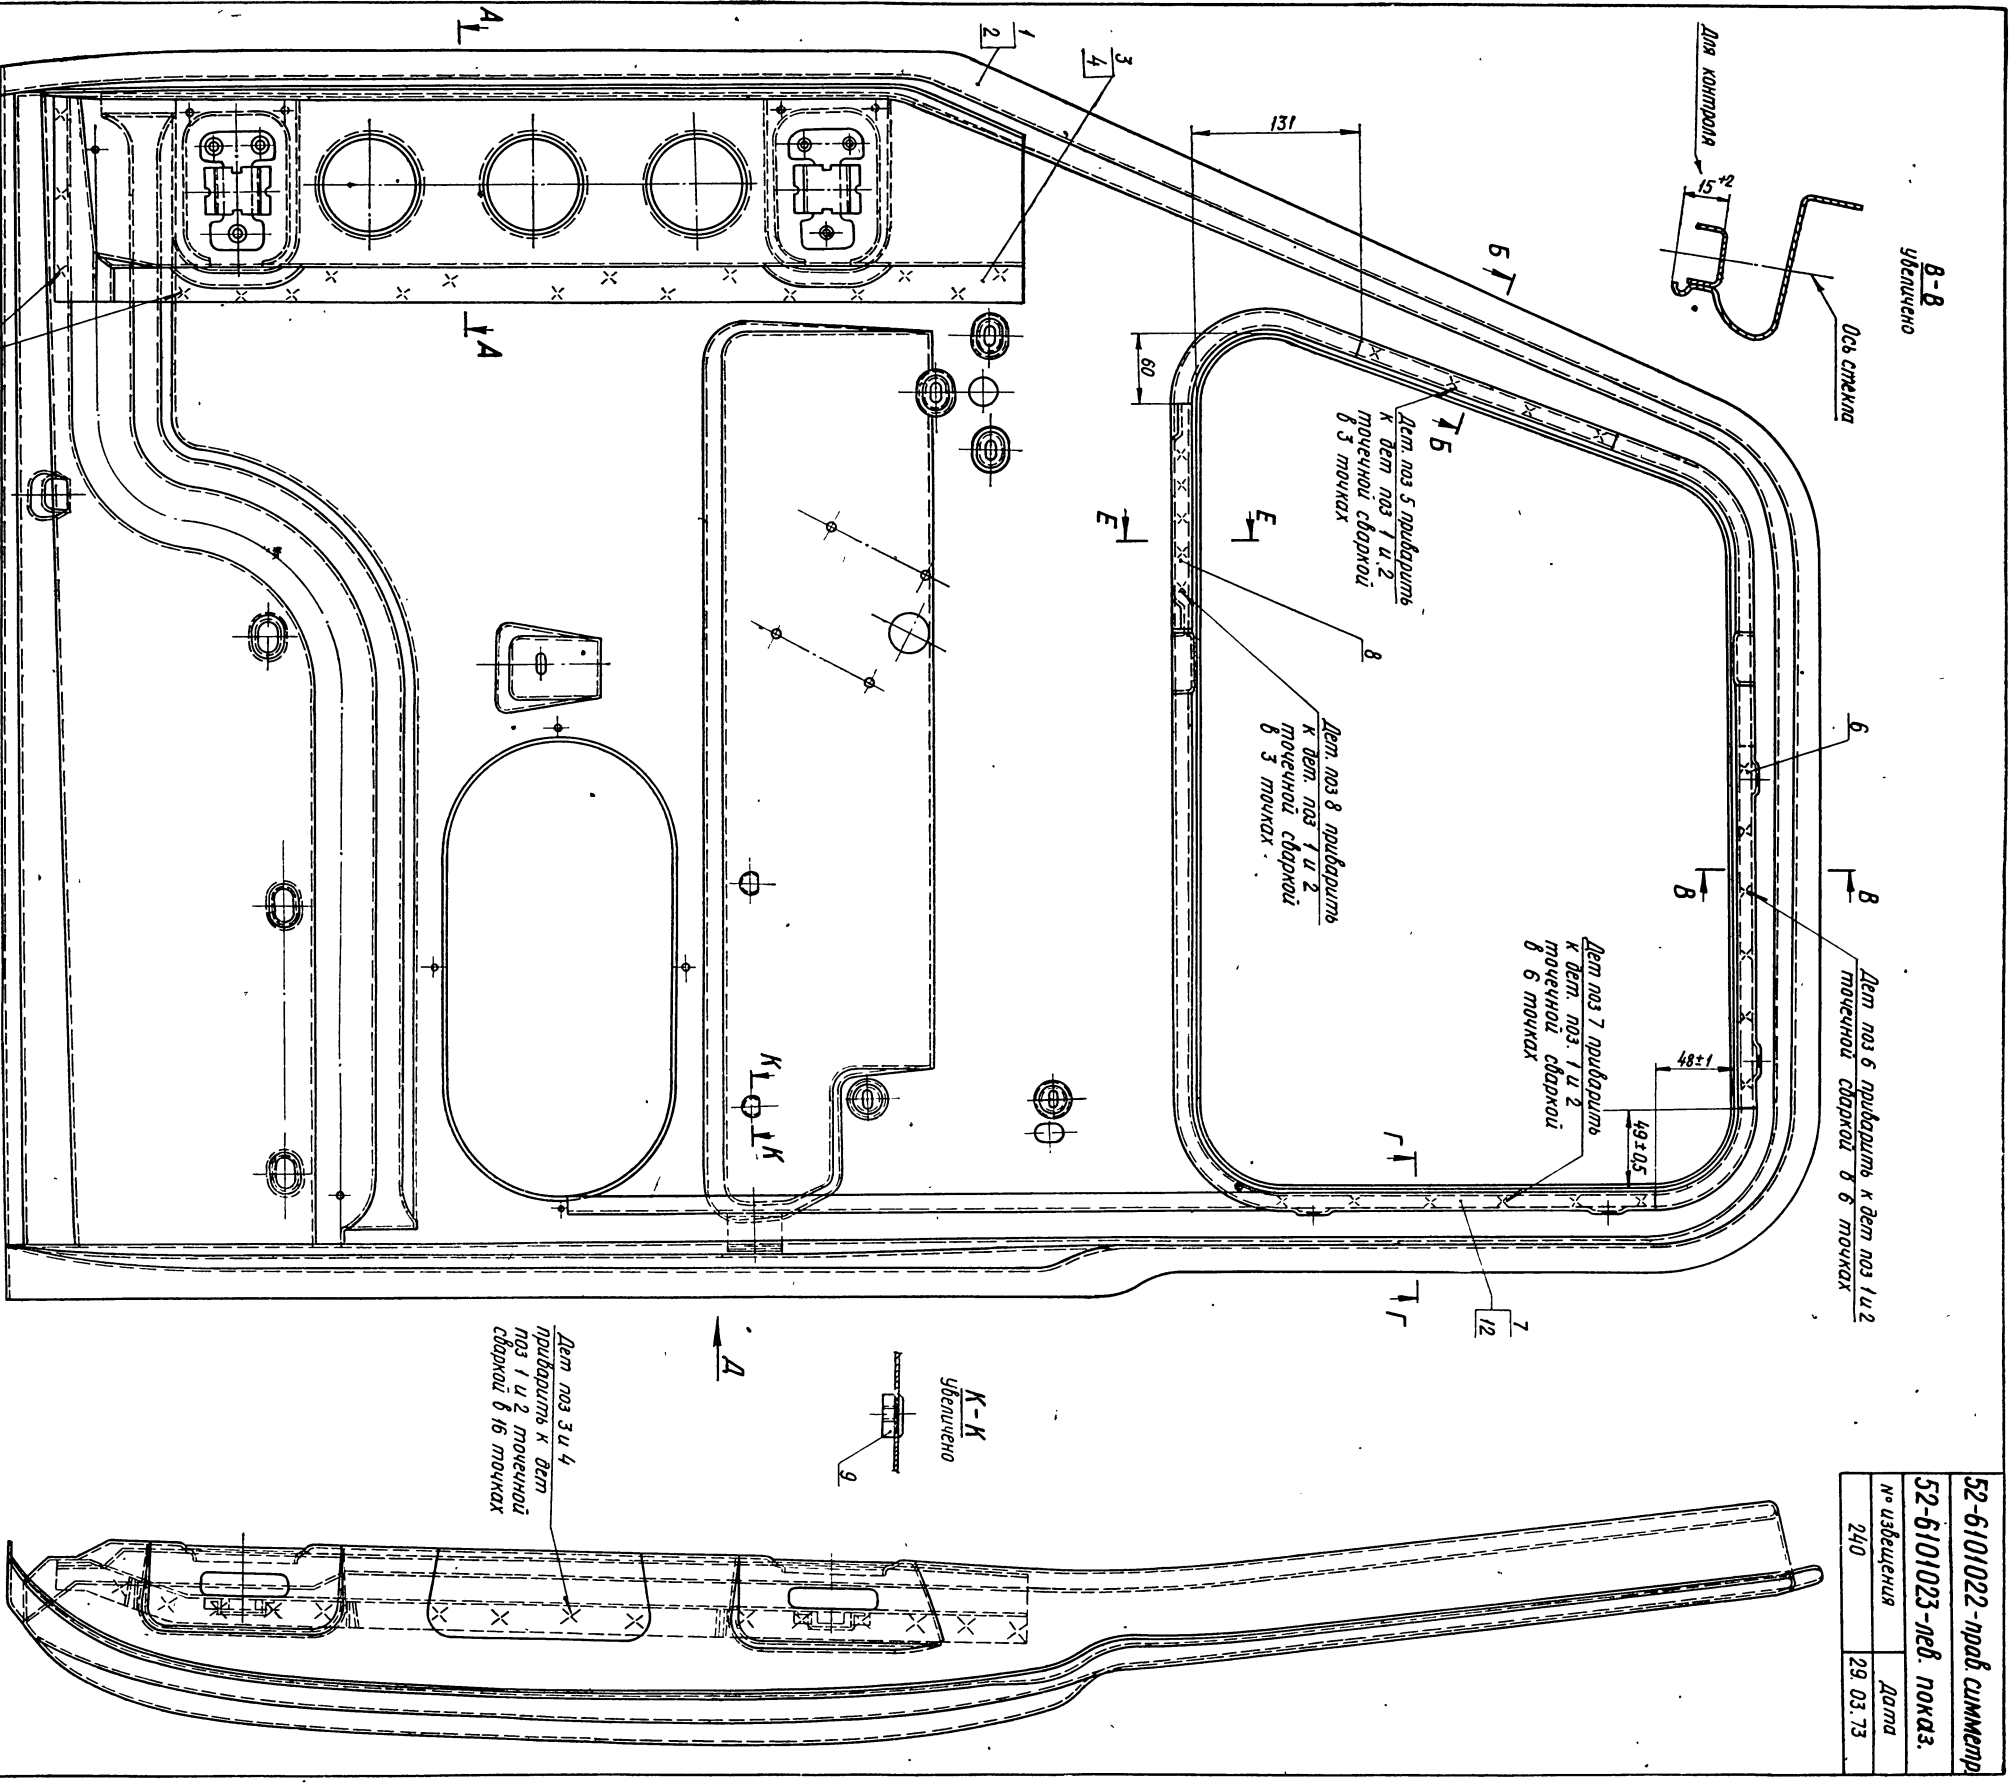 52-6101022-прав. симметр.
52-6101023-лев. показ.
№ извещения
Дата
240
29.03.73
В-В
увеличено
Ось стекла
Для контроля
15 +2
А
А
1
2
3
4
131
60
Б
Б
Дет. поз 5 приварить
к дет поз 1 и 2
точечной сваркой
в 3 точках
Е
Е
8
Дет. поз 8 приварить
к дет. поз 1 и 2
точечной сваркой
в 3 точках
6
В
В
Дет поз 6 приварить к дет поз 1 и 2
точечной сваркой в 6 точках
Дет поз 7 приварить
к дет. поз. 1 и 2
точечной сваркой
в 6 точках
48±1
49±0,5
Г
Г
7
12
К
К
Д
К-К
увеличено
9
Дет поз 3 и 4
приварить к дет
поз 1 и 2 точечной
сваркой в 16 точках